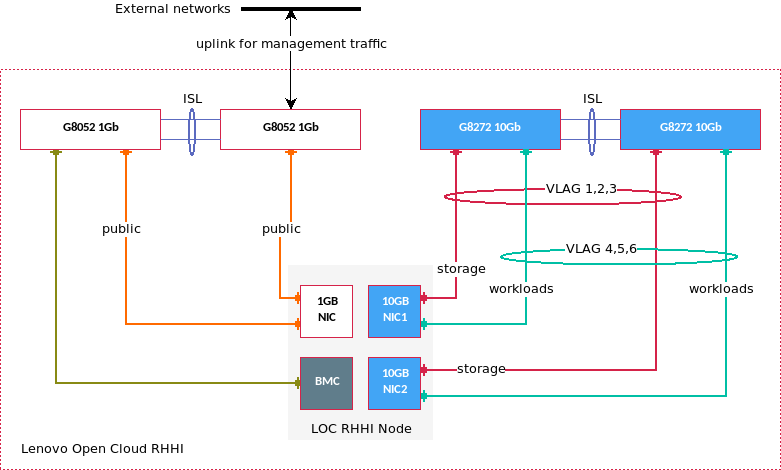 External networks
uplink for management traffic
ISL
ISL
G8052 1Gb
G8052 1Gb
G8272 10Gb
G8272 10Gb
VLAG 1,2,3
public
public
VLAG 4,5,6
storage
workloads
workloads
1GB
NIC
10GB
NIC1
storage
BMC
10GB
NIC2
LOC RHHI Node
Lenovo Open Cloud RHHI